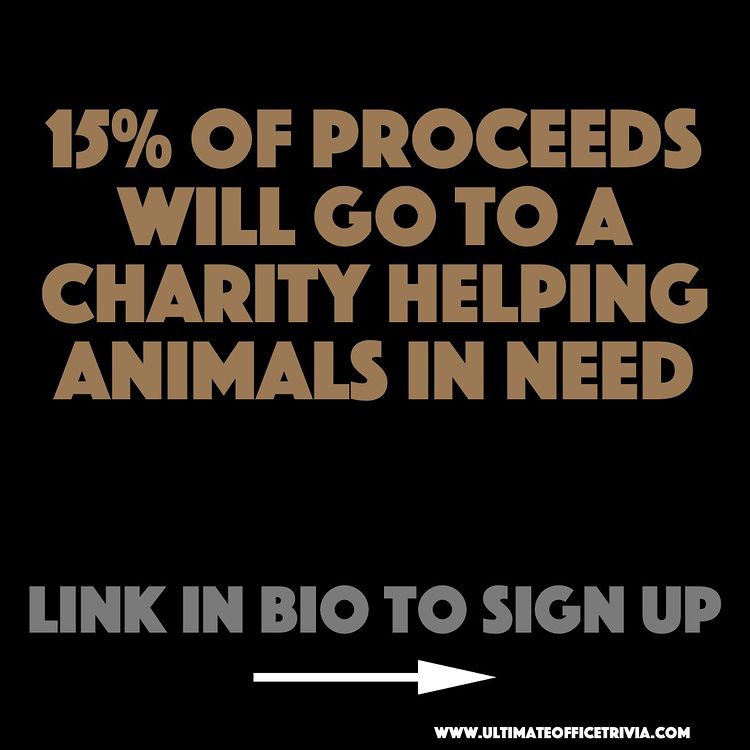 15% OF PROCEEDS
WILL GO TO A
CHARITY HELPING
ANIMALS IN NEED
LINK IN BIO TO SIGN UP
WWW.ULTIMATEOFFICETRIVIA.COM